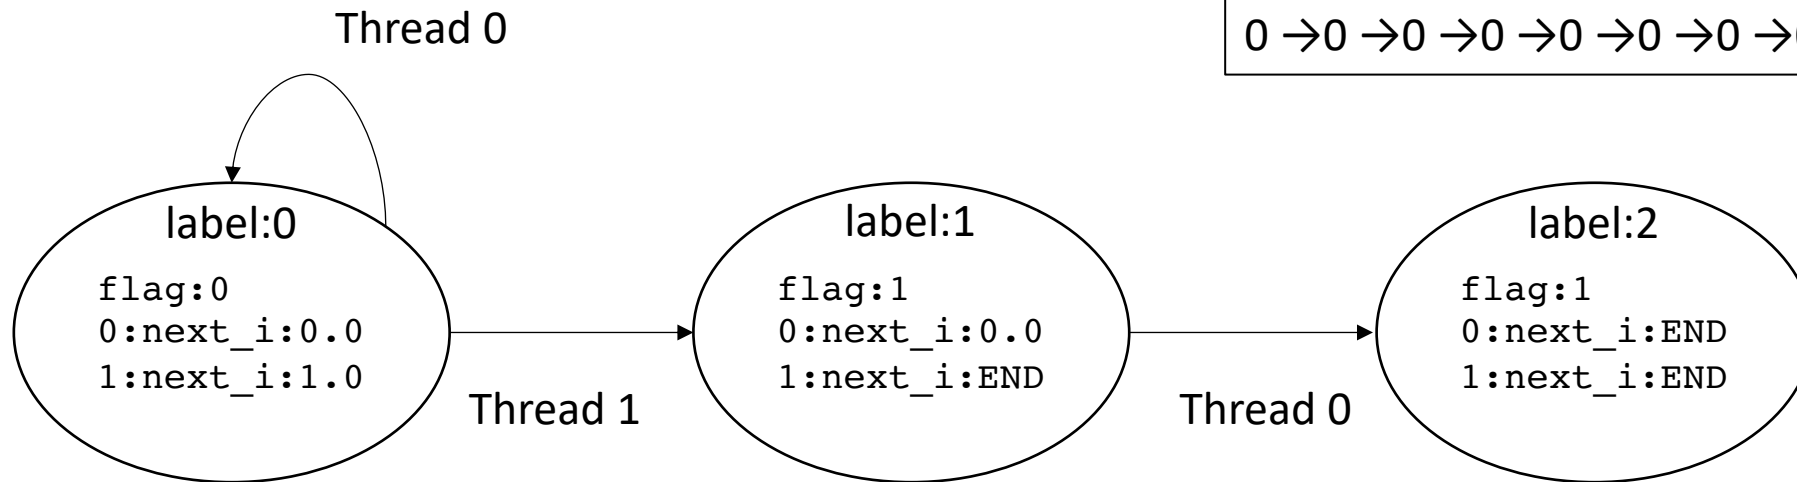 Thread 0
0 →0 →0 →0 →0 →0 →0 →
label:0
flag:0
0:next_i:0.0
1:next_i:1.0
Thread 1
label:1
flag:1
0:next_i:0.0
1:next_i:END
Thread 0
label:2
flag:1
0:next_i:END
1:next_i:END